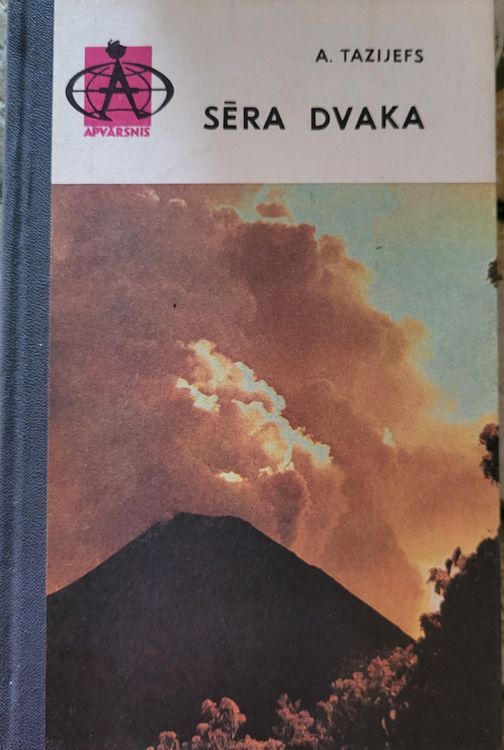 A. TAZIJEFS
SĒRA DVAKA
APVĀRSNIS